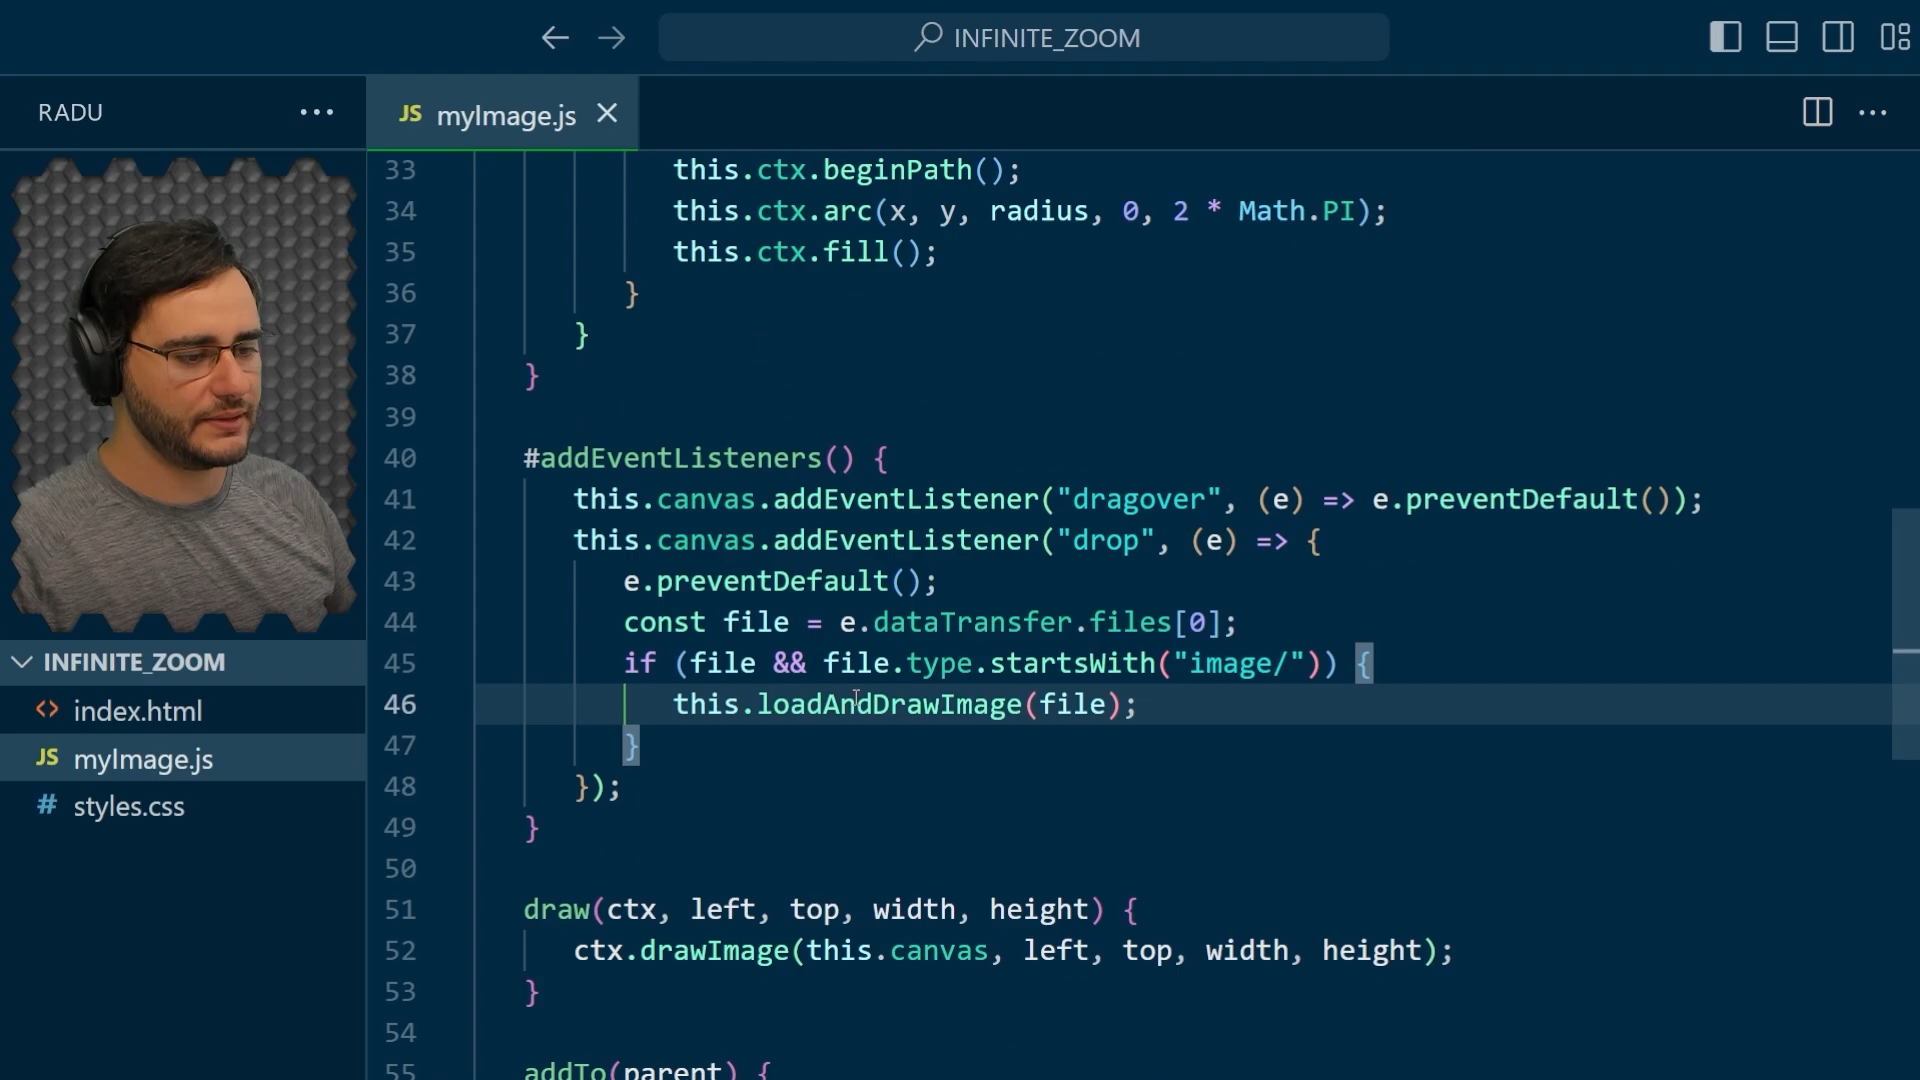 INFINITE_ZOOM
RADU
JS myImage.js
33 this.ctx.beginPath();
34 this.ctx.arc(x, y, radius, 0, 2 * Math.PI);
35 this.ctx.fill();
36 }
37 }
38 }
39
40 #addEventListeners() {
41 this.canvas.addEventListener("dragover", (e) => e.preventDefault());
42 this.canvas.addEventListener("drop", (e) => {
43 e.preventDefault();
44 const file = e.dataTransfer.files[0];
45 if (file && file.type.startsWith("image/")) {
46 this.loadAndDrawImage(file);
47 }
48 });
49 }
50
51 draw(ctx, left, top, width, height) {
52 ctx.drawImage(this.canvas, left, top, width, height);
53 }
54
55 addTo(parent) {
INFINITE_ZOOM
<> index.html
JS myImage.js
# styles.css